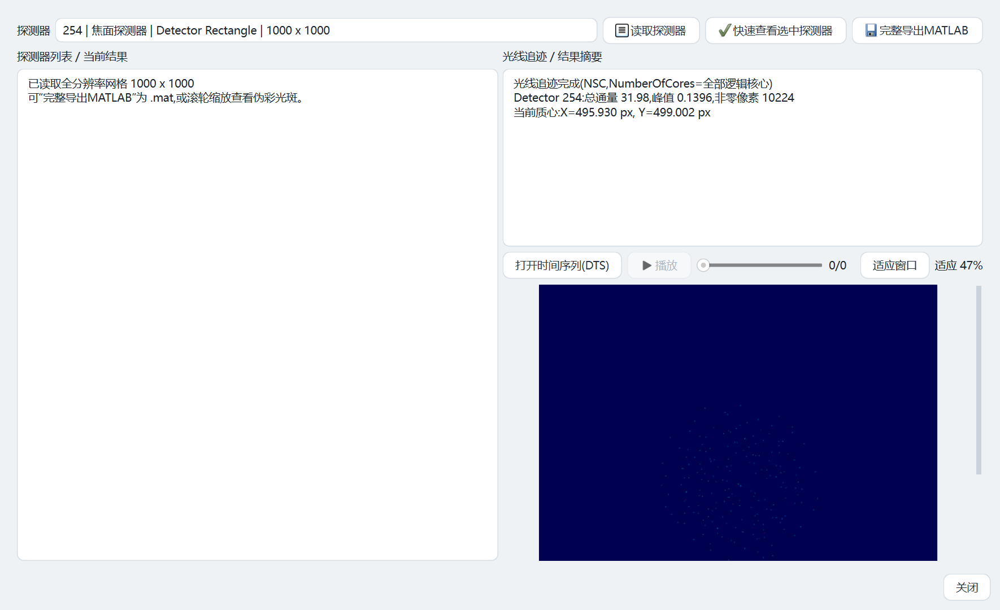 探测器
254 | 焦面探测器 | Detector Rectangle | 1000 x 1000
读取探测器
快速查看选中探测器
完整导出MATLAB
探测器列表 / 当前结果
已读取全分辨率网格 1000 x 1000
可“完整导出MATLAB”为 .mat,或滚轮缩放查看伪彩光斑。
光线追迹 / 结果摘要
光线追迹完成(NSC,NumberOfCores=全部逻辑核心)
Detector 254:总通量 31.98,峰值 0.1396,非零像素 10224
当前质心:X=495.930 px, Y=499.002 px
打开时间序列(DTS)
播放
0/0
适应窗口
适应 47%
关闭